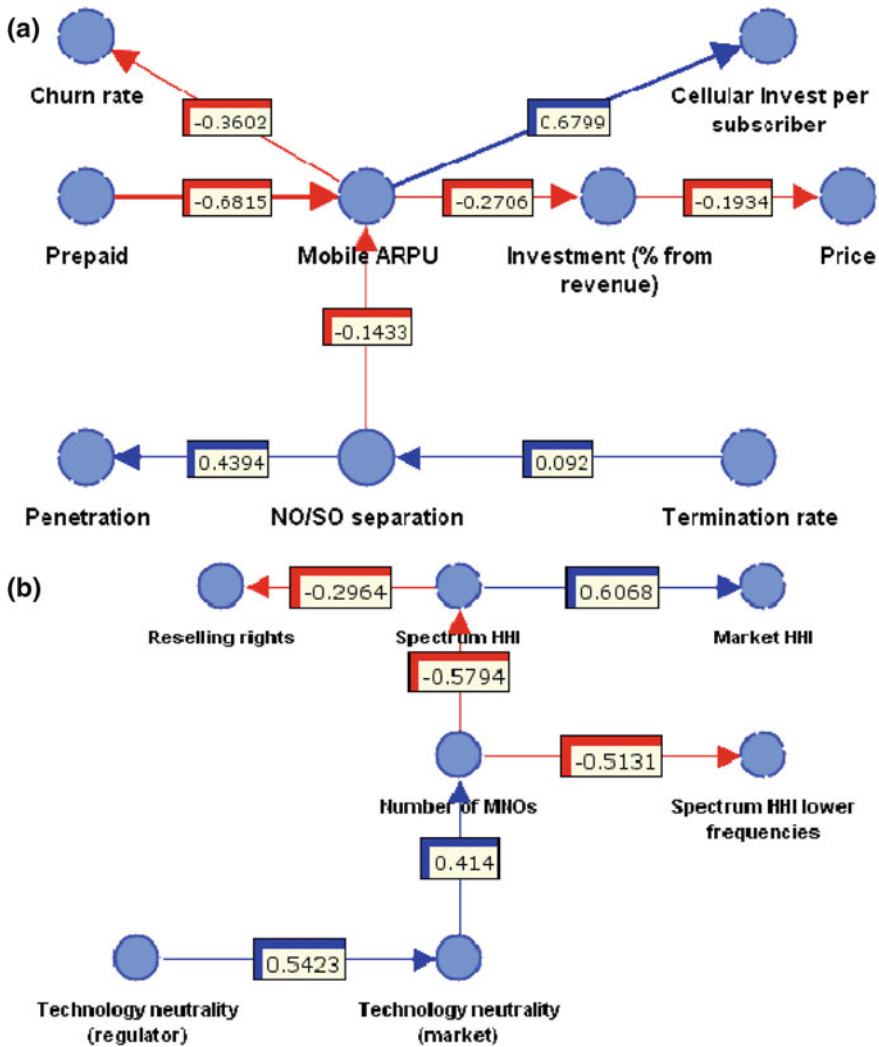 (a)
Churn rate
-0.3602
0.6799
Cellular Invest per
subscriber
Prepaid
-0.6815
Mobile ARPU
-0.2706
Investment (% from
revenue)
-0.1934
Price
-0.1433
Penetration
0.4394
NO/SO separation
0.092
Termination rate
(b)
Reselling rights
-0.2964
Spectrum HHI
0.6068
Market HHI
-0.5794
Number of MNOs
-0.5131
Spectrum HHI lower
frequencies
0.414
Technology neutrality
(regulator)
0.5423
Technology neutrality
(market)